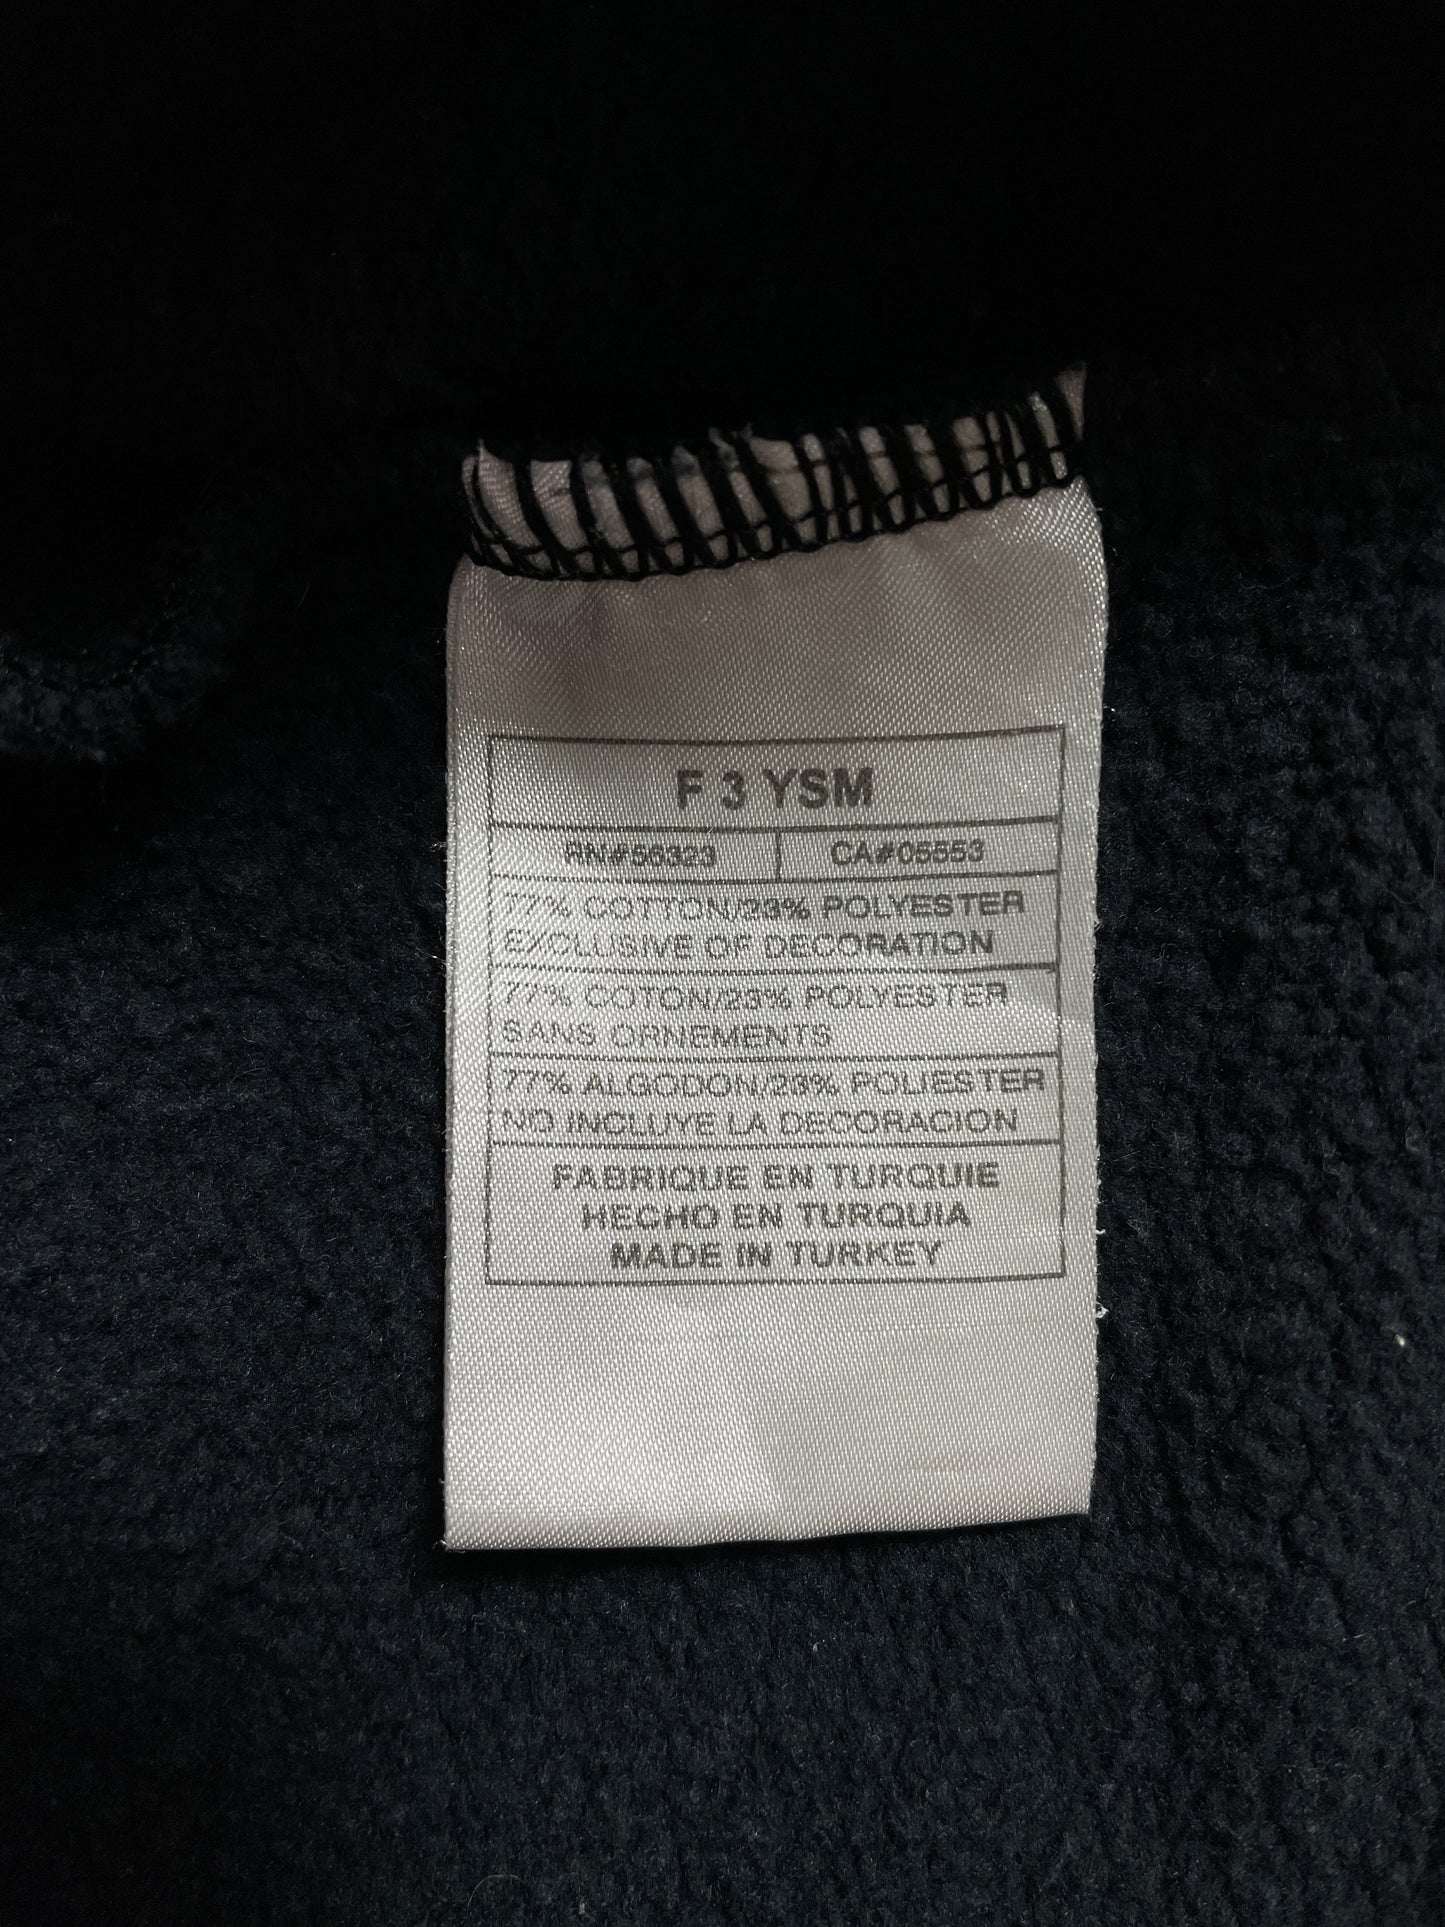 F 3 YSM
RN#56323 CA#05553
77% COTTON/23% POLYESTER
EXCLUSIVE OF DECORATION
77% COTON/23% POLYESTER
SANS ORNEMENTS
77% ALGODON/23% POLIESTER
NO INCLUYE LA DECORACION
FABRIQUE EN TURQUIE
HECHO EN TURQUIA
MADE IN TURKEY